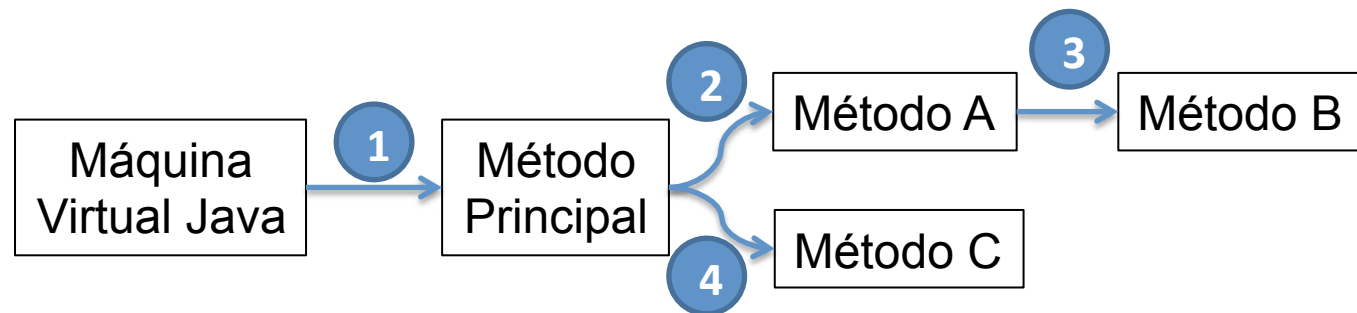 Máquina
Virtual Java
1
Método
Principal
2
Método A
3
Método B
4
Método C